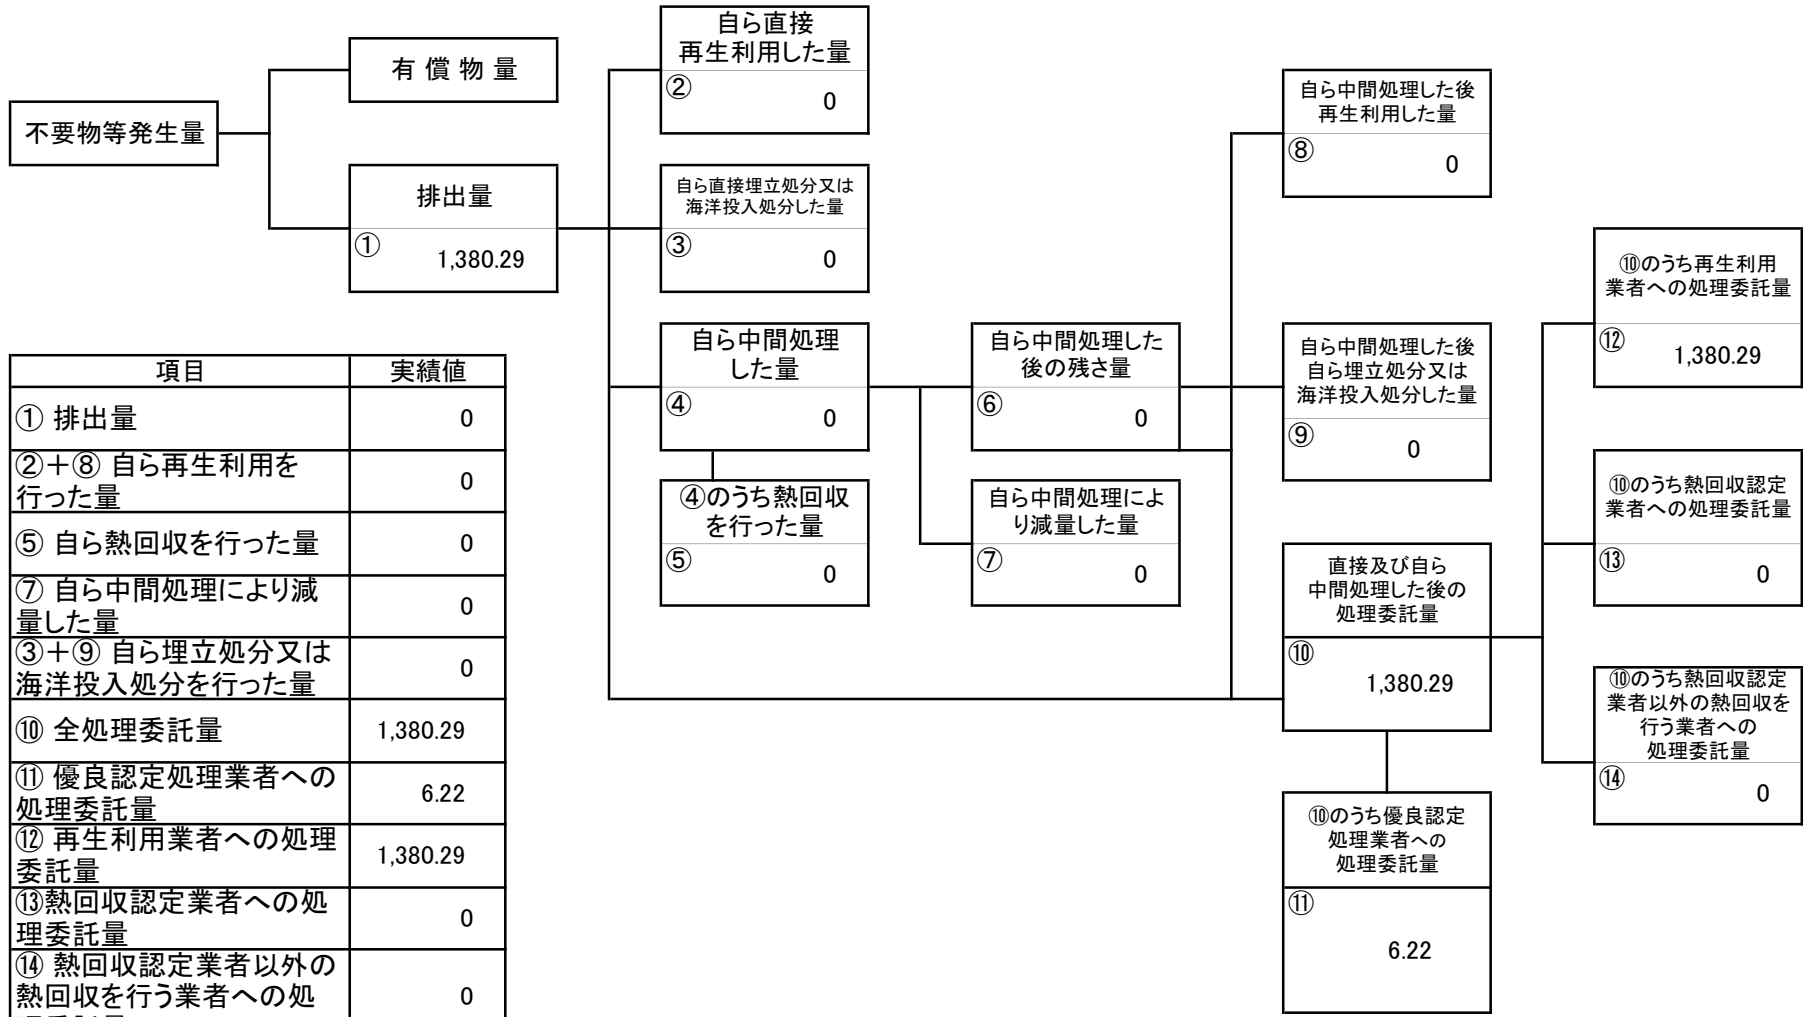 不要物等発生量
有 償 物 量
排出量
① 1,380.29
自ら直接
再生利用した量
② 0
自ら直接埋立処分又は
海洋投入処分した量
③ 0
自ら中間処理
した量
④ 0
④のうち熱回収
を行った量
⑤ 0
自ら中間処理した
後の残さ量
⑥ 0
自ら中間処理によ
り減量した量
⑦ 0
自ら中間処理した後
再生利用した量
⑧ 0
自ら中間処理した後
自ら埋立処分又は
海洋投入処分した量
⑨ 0
直接及び自ら
中間処理した後の
処理委託量
⑩ 1,380.29
⑩のうち優良認定
処理業者への
処理委託量
⑪ 6.22
⑩のうち再生利用
業者への処理委託量
⑫ 1,380.29
⑩のうち熱回収認定
業者への処理委託量
⑬ 0
⑩のうち熱回収認定
業者以外の熱回収を
行う業者への
処理委託量
⑭ 0
項目 実績値
① 排出量 0
②＋⑧ 自ら再生利用を
行った量 0
⑤ 自ら熱回収を行った量 0
⑦ 自ら中間処理により減
量した量 0
③＋⑨ 自ら埋立処分又は
海洋投入処分を行った量 0
⑩ 全処理委託量 1,380.29
⑪ 優良認定処理業者への
処理委託量 6.22
⑫ 再生利用業者への処理
委託量 1,380.29
⑬熱回収認定業者への処
理委託量 0
⑭ 熱回収認定業者以外の
熱回収を行う業者への処 0